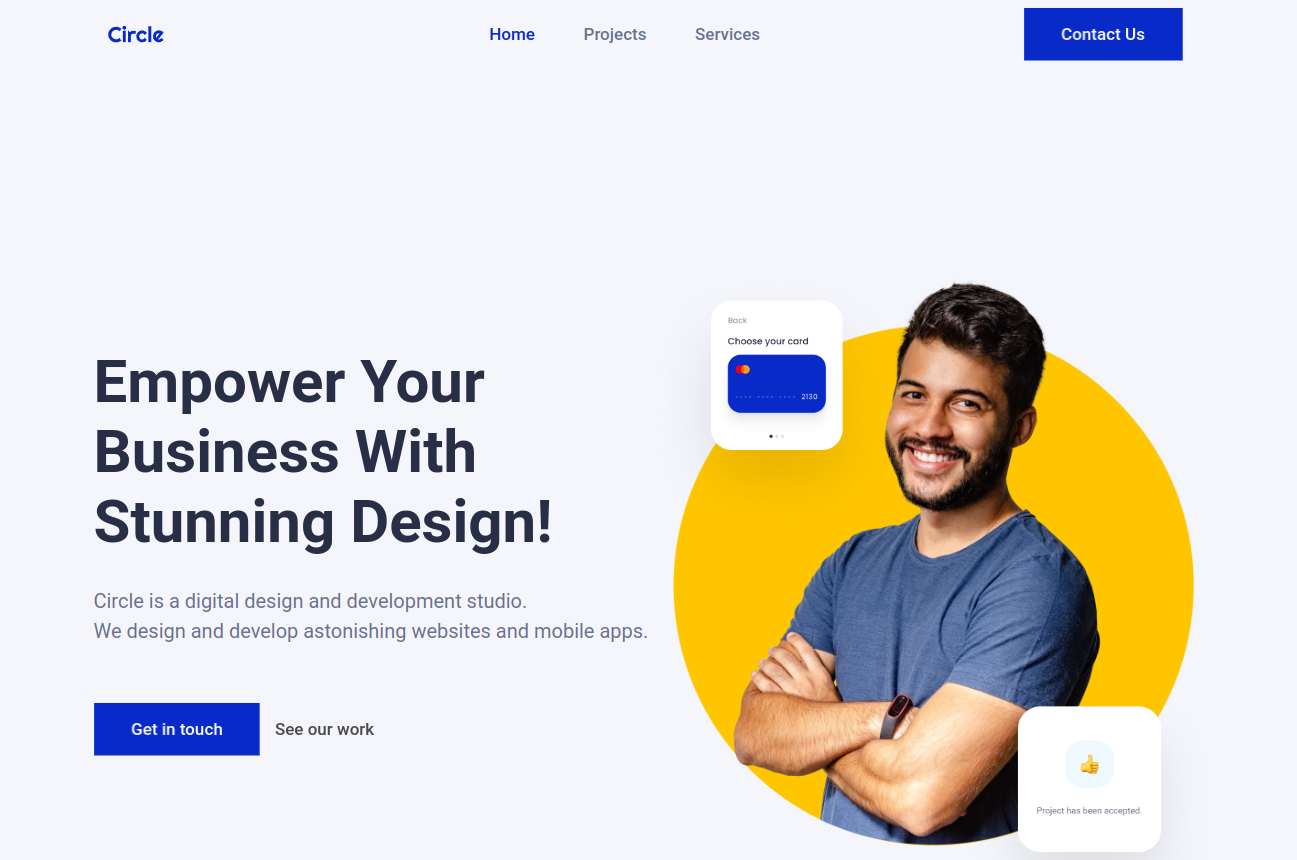 Circle
Home
Projects
Services
Contact Us
Empower Your
Business With
Stunning Design!
Circle is a digital design and development studio.
We design and develop astonishing websites and mobile apps.
Get in touch
See our work
Back
Choose your card
2130
Project has been accepted.